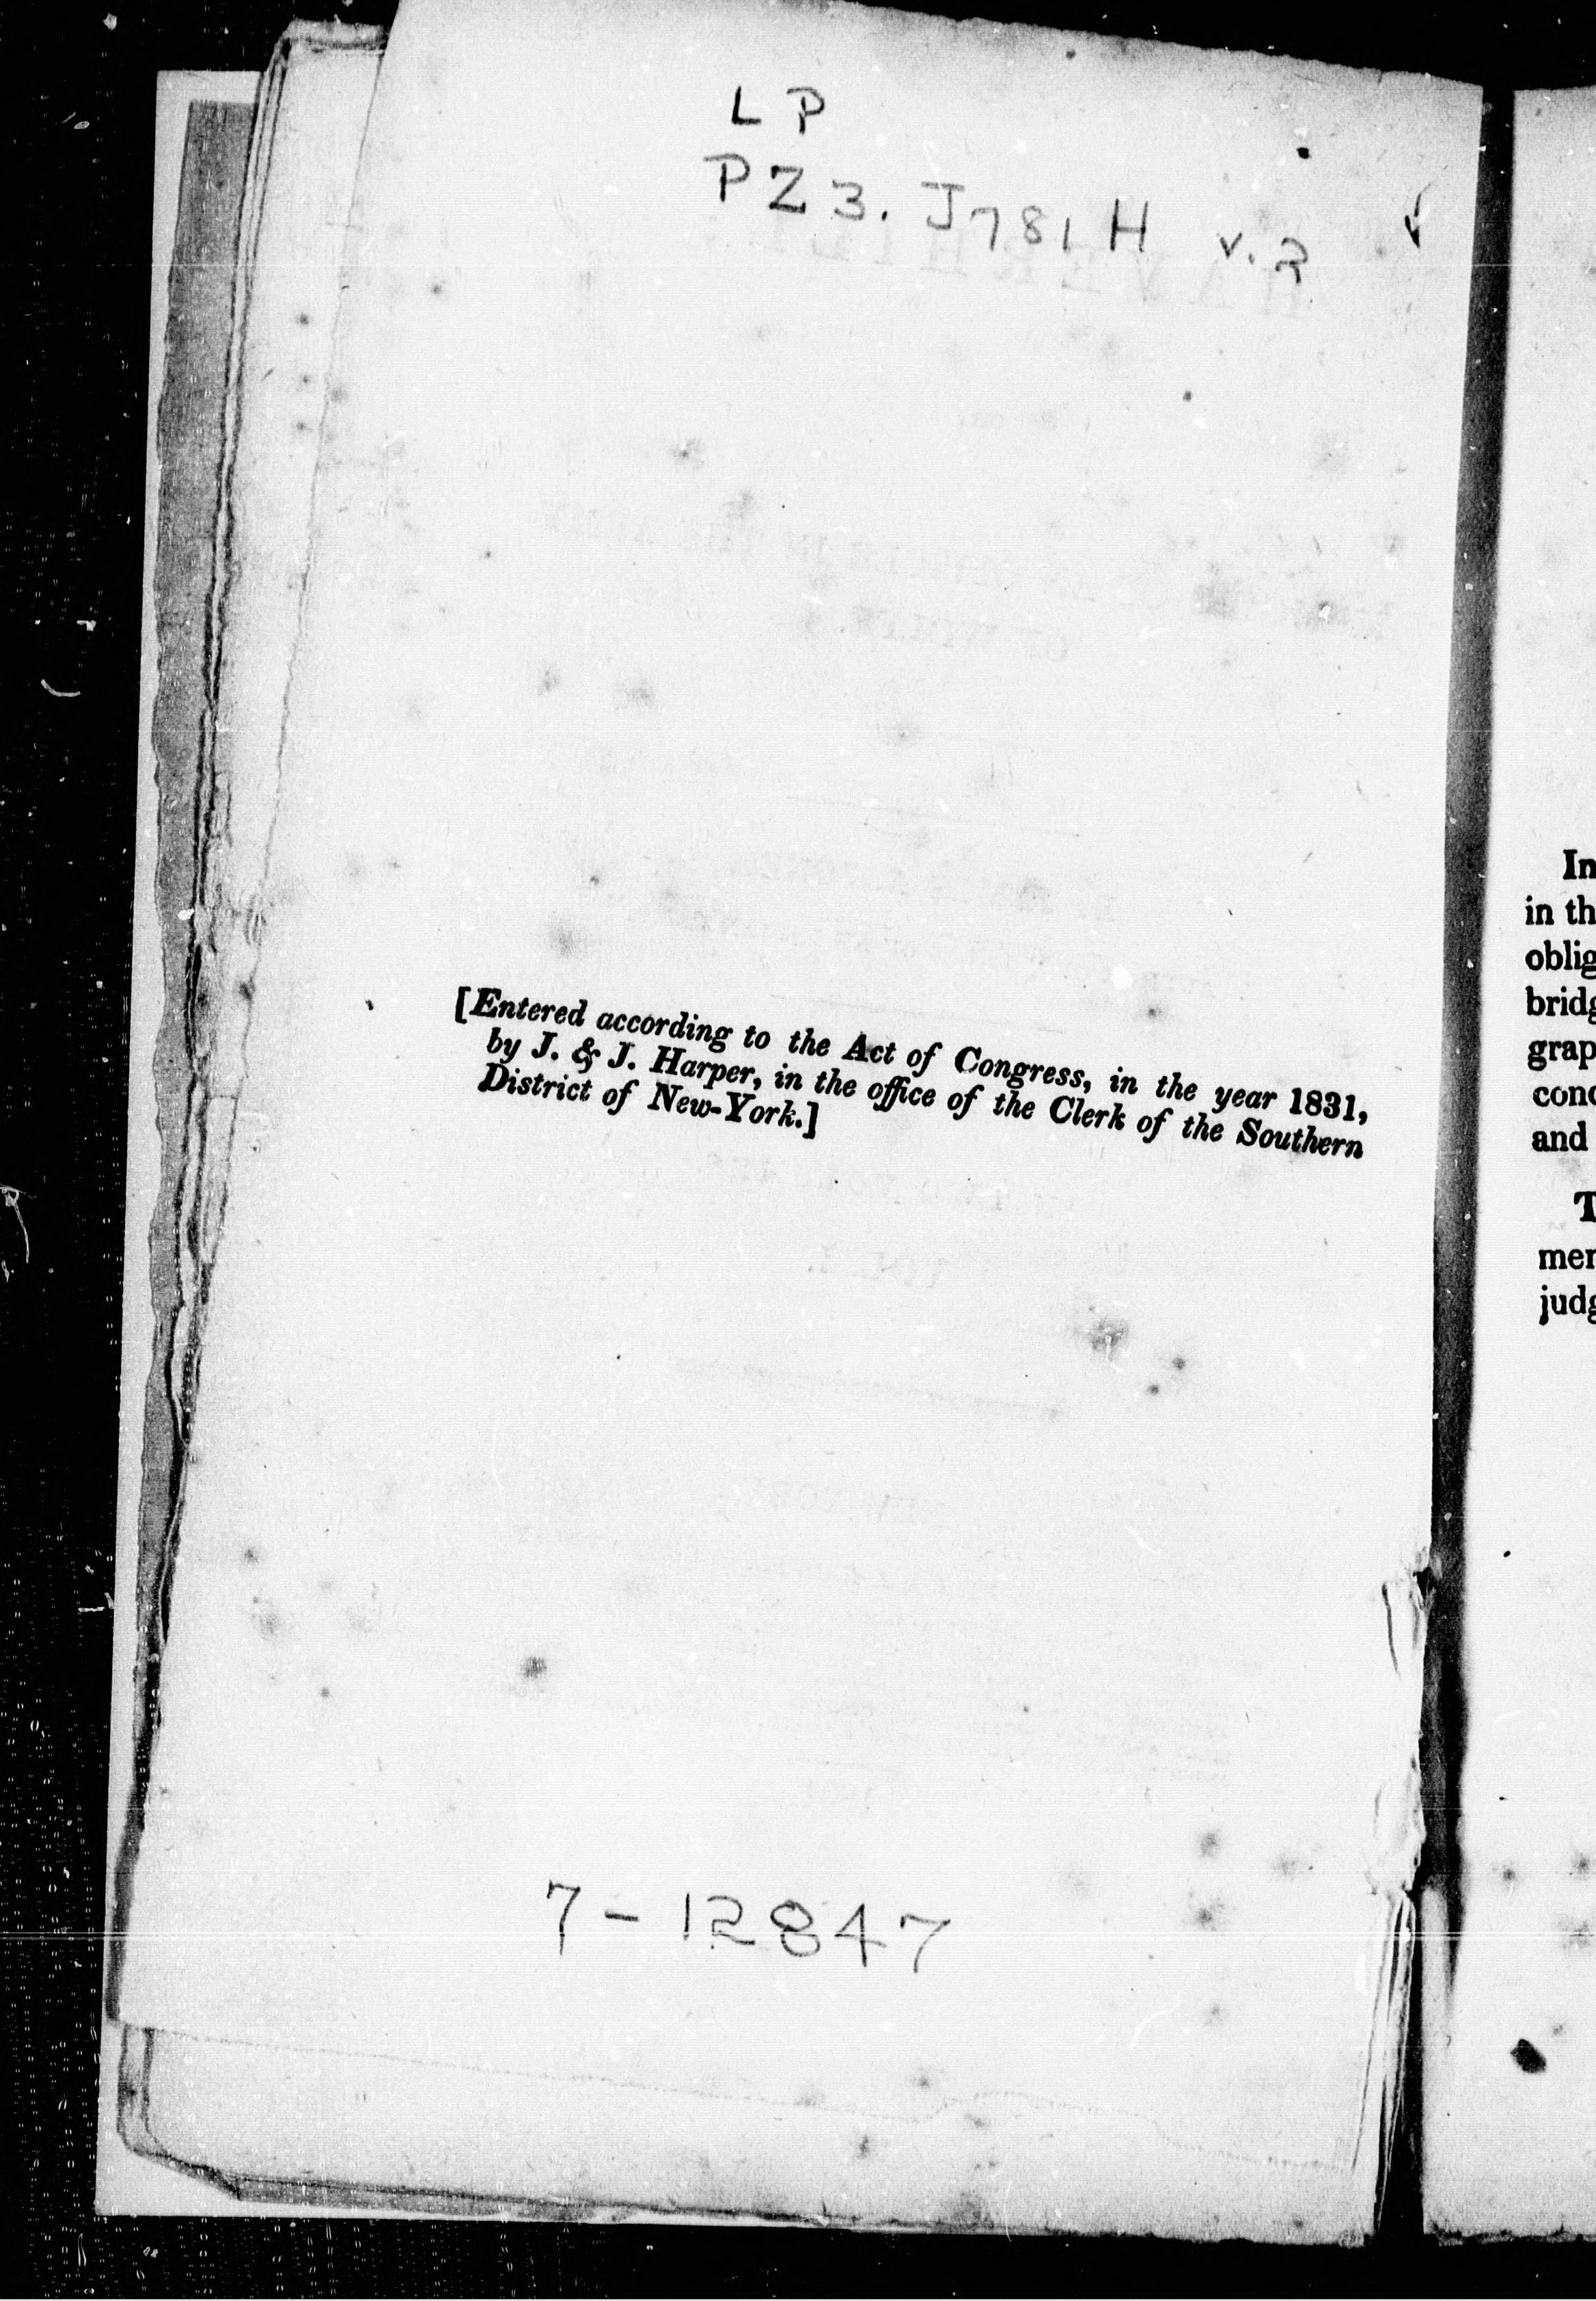 L P
PZ3. J781H v. 2
[Entered according to the Act of Congress, in the year 1831,
by J. & J. Harper, in the office of the Clerk of the Southern
District of New-York.]
7-12847
In
in th
oblig
bridg
grap
conc
and
T
mer
judg